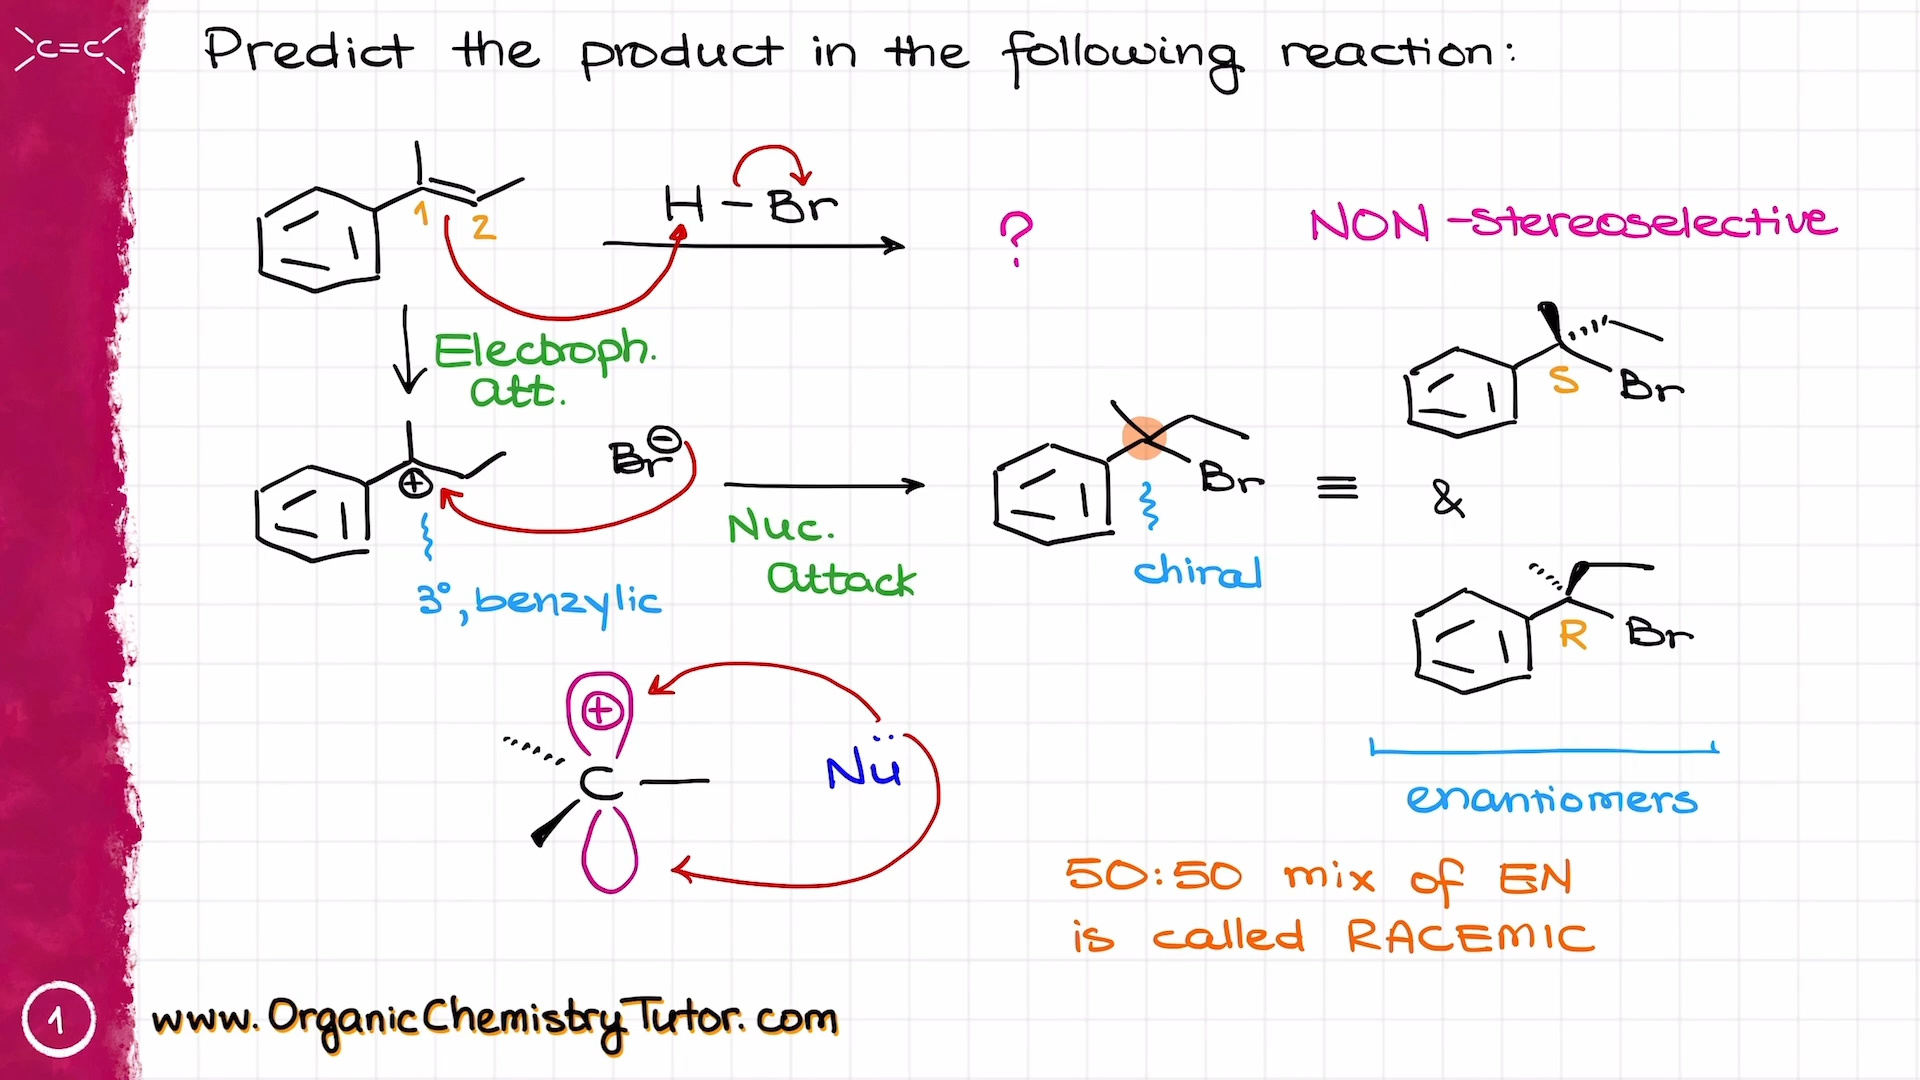 C=C
Predict the product in the following reaction:
1 2
H-Br
?
NON-stereoselective
Electroph.
att.
S
Br
⊕
Br⊖
Br
≡
&
Nuc.
attack
3°, benzylic
chiral
R
Br
⊕
C
Nu
enantiomers
50:50 mix of EN
is called RACEMIC
1
www.OrganicChemistryTutor.com